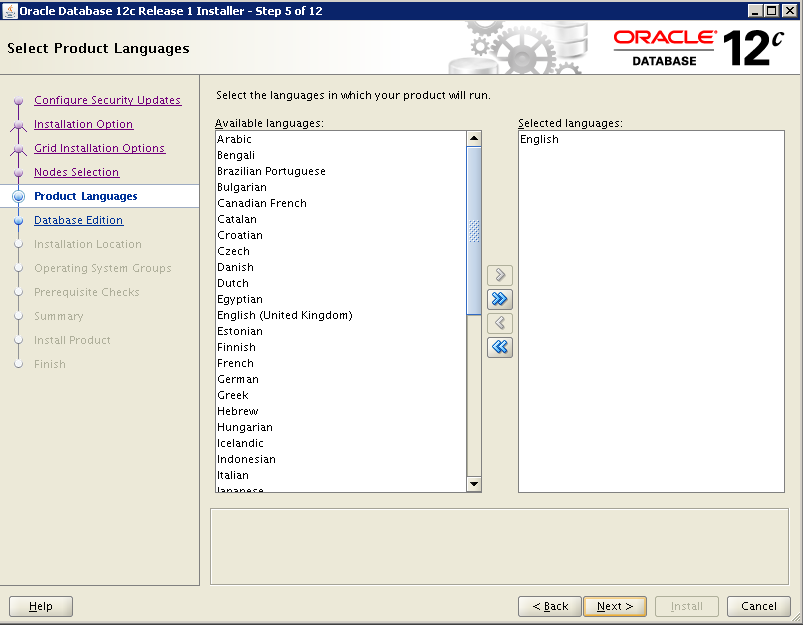 Oracle Database 12c Release 1 Installer - Step 5 of 12
Select Product Languages
ORACLE
DATABASE
12c
Configure Security Updates
Installation Option
Grid Installation Options
Nodes Selection
Product Languages
Database Edition
Installation Location
Operating System Groups
Prerequisite Checks
Summary
Install Product
Finish
Select the languages in which your product will run.
Available languages:
Arabic
Bengali
Brazilian Portuguese
Bulgarian
Canadian French
Catalan
Croatian
Czech
Danish
Dutch
Egyptian
English (United Kingdom)
Estonian
Finnish
French
German
Greek
Hebrew
Hungarian
Icelandic
Indonesian
Italian
Japanese
Selected languages:
English
Help
< Back
Next >
Install
Cancel